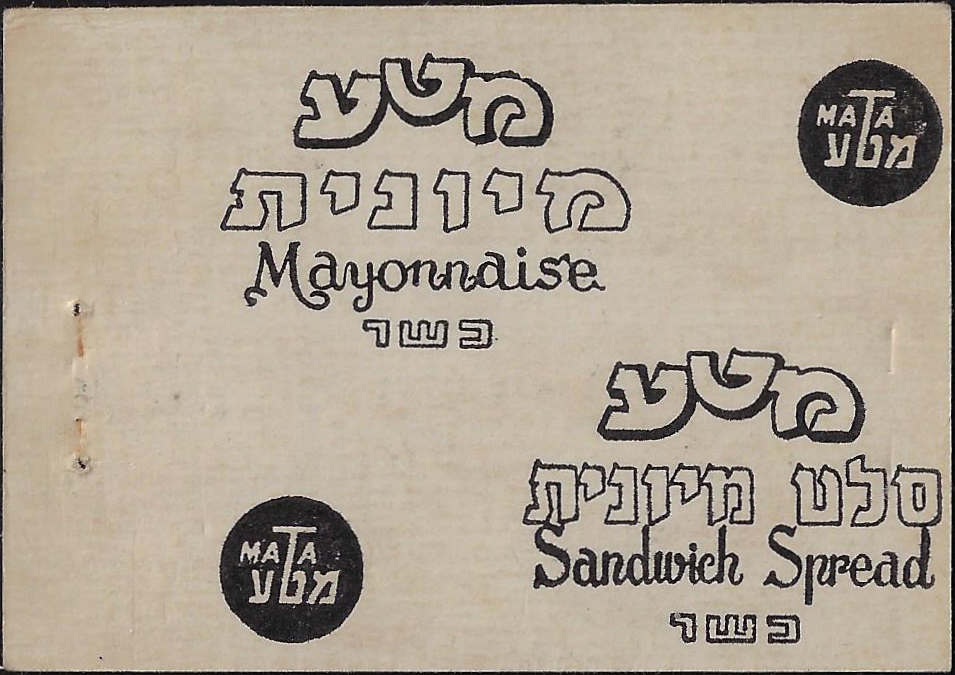 מטע
מיונית
Mayonnaise
כשר
MATA
מטע
מטע
סלט מיונית
Sandwich Spread
כשר
MATA
מטע